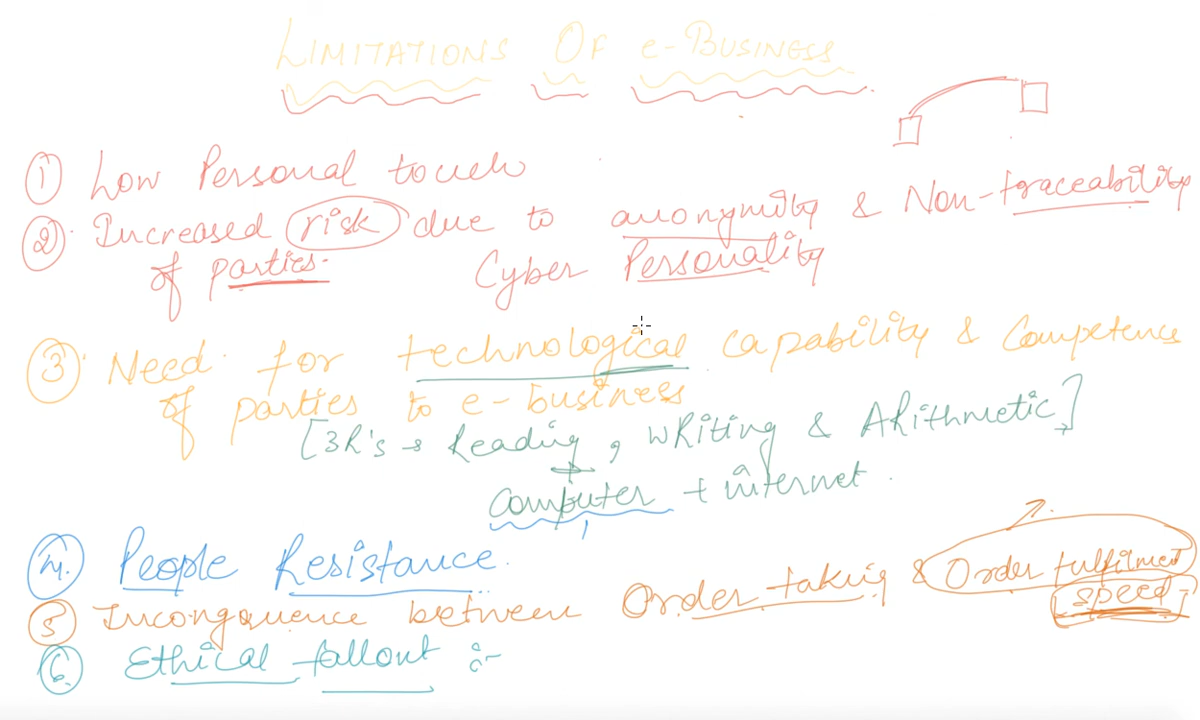 LIMITATIONS OF e-BUSINESS
① Low Personal touch
② Increased risk due to anonymity & Non-traceability
of parties. Cyber Personality
③ Need for technological capability & Competence
of parties to e-business
[3R's → Reading, wRiting & ARithmetic]
+
Computer + internet.
④ People Resistance.
⑤ Incongruence between Order taking & Order fulfilment
speed
⑥ Ethical fallout :-